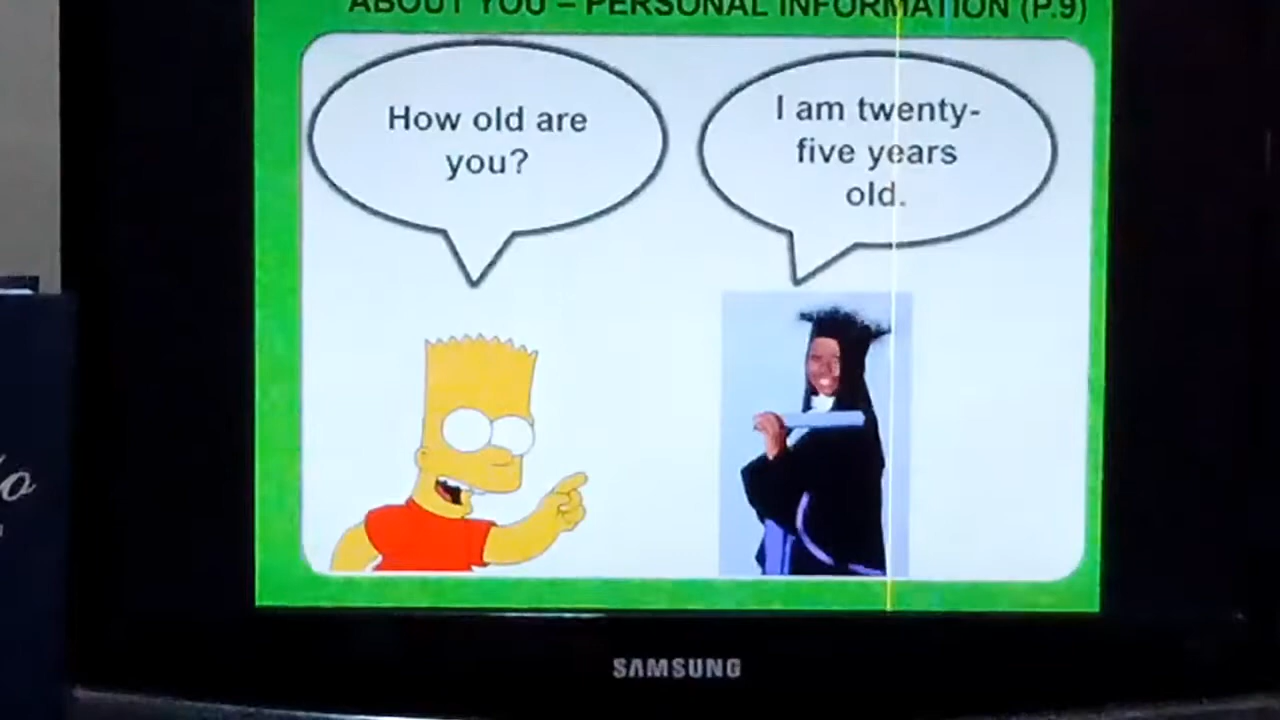 ABOUT YOU – PERSONAL INFORMATION (P.9)
How old are
you?
I am twenty-
five years
old.
SAMSUNG